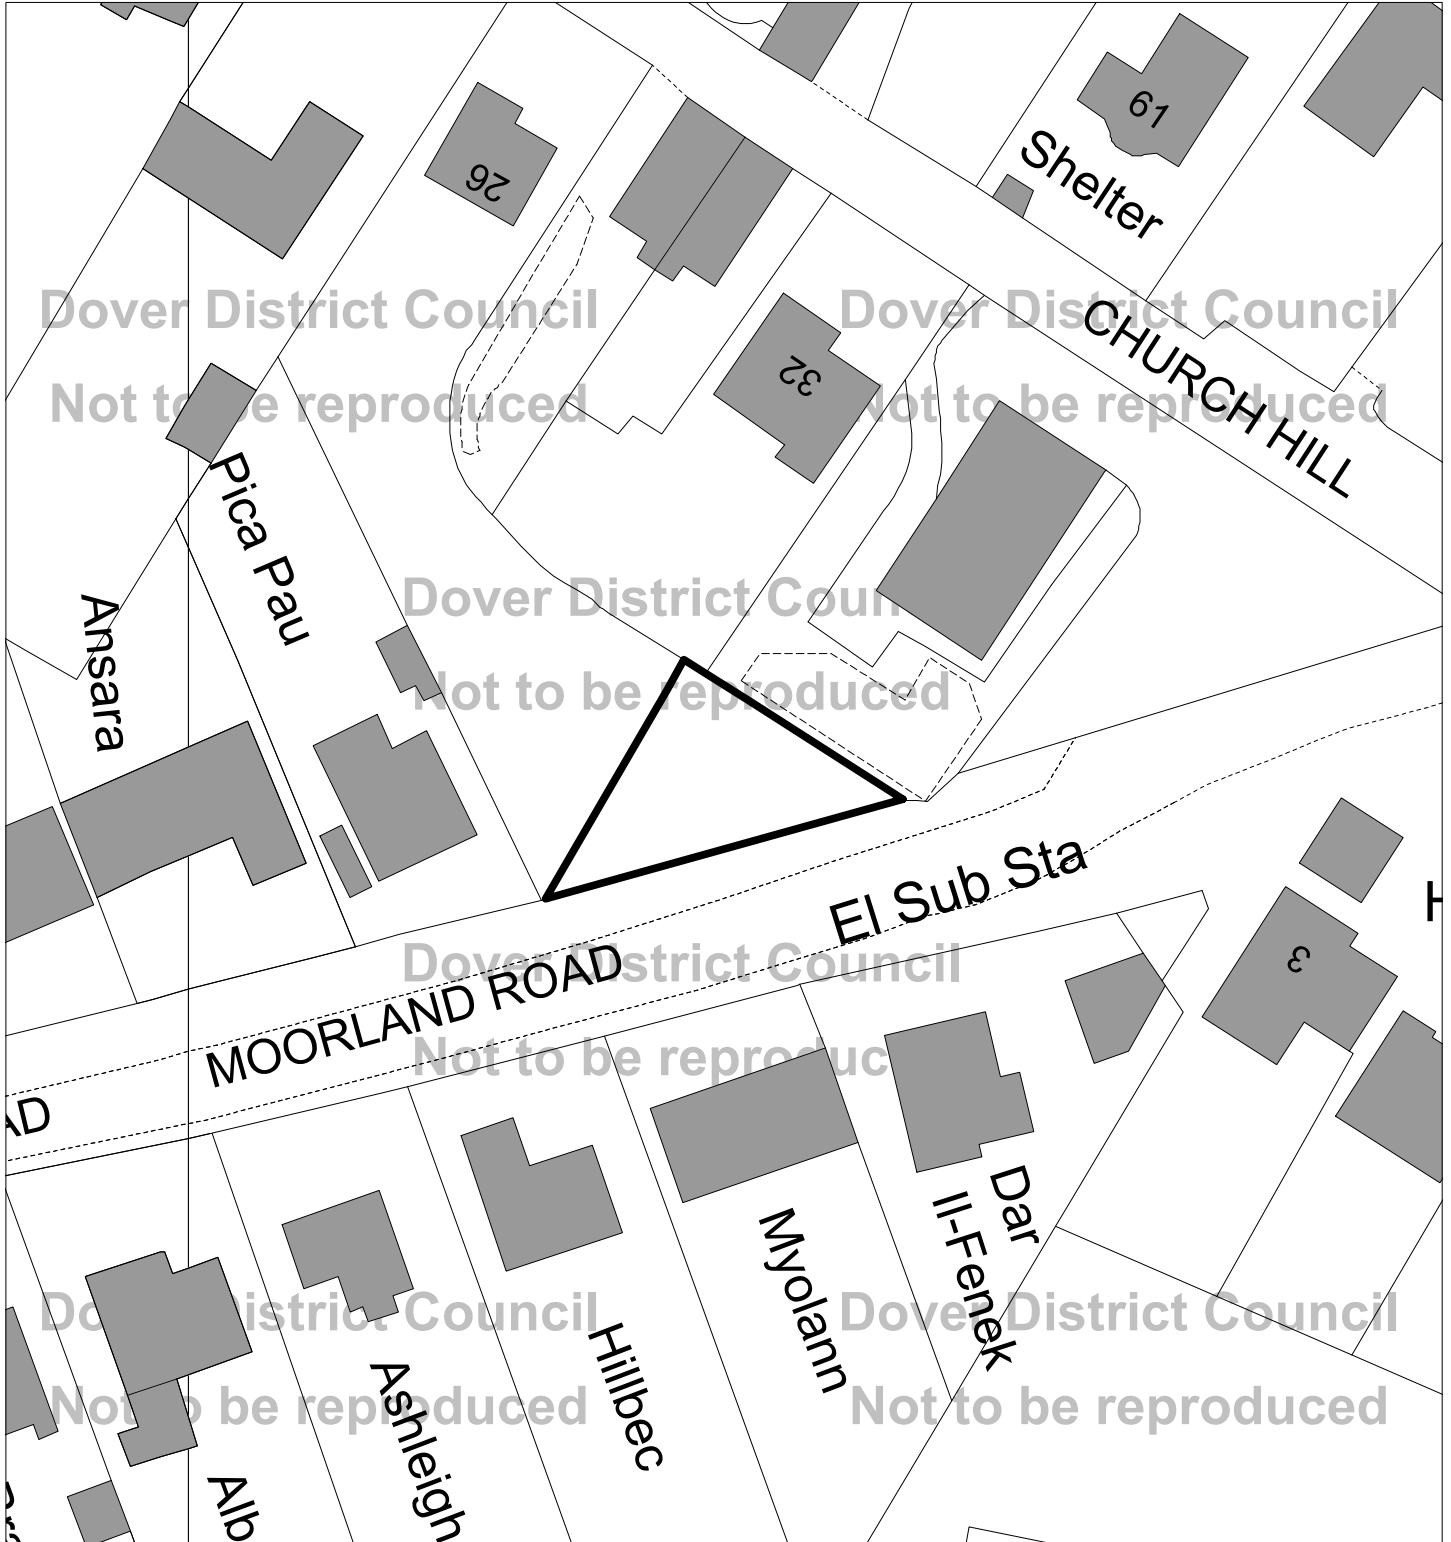 61
Shelter
26
Dover District Council
Dover District Council
CHURCH HILL
32
Not to be reproduced
Not to be reproduced
Pica Pau
Dover District Council
Ansara
Not to be reproduced
El Sub Sta
H
3
Dover District Council
MOORLAND ROAD
Not to be reproduced
AD
Dar
Il-Fenek
Myolann
Dover District Council
Dover District Council
Hillbec
Ashleigh
Not to be reproduced
Not to be reproduced
Alb